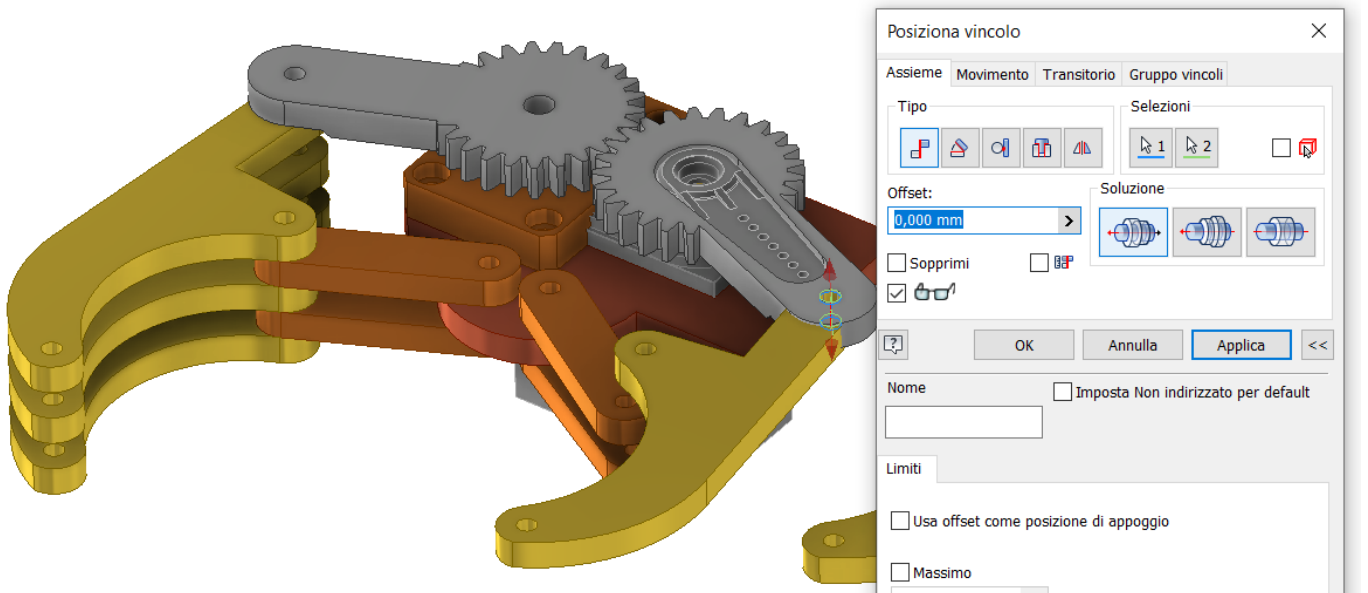 Posiziona vincolo
Assieme Movimento Transitorio Gruppo vincoli
Tipo
Selezioni
1 2
Offset:
0,000 mm
>
Soluzione
Sopprimi
?
OK Annulla Applica <<
Nome
Imposta Non indirizzato per default
Limiti
Usa offset come posizione di appoggio
Massimo